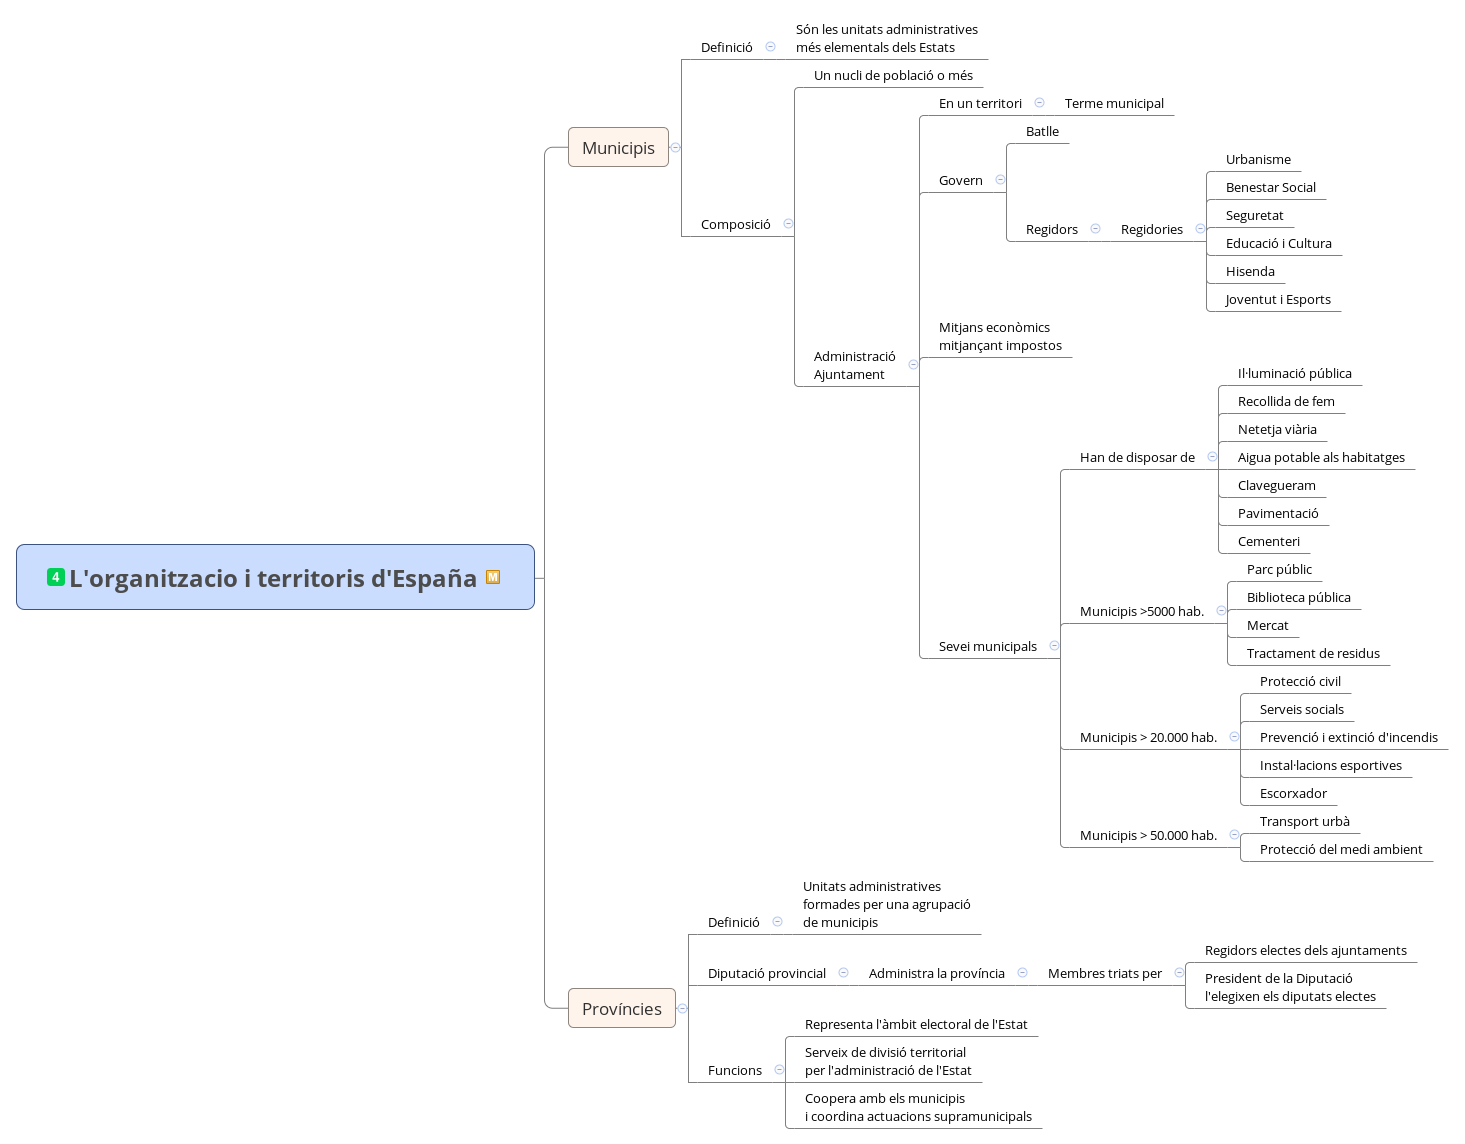 Són les unitats administratives
més elementals dels Estats
Definició
Un nucli de població o més
En un territori
Terme municipal
Batlle
Municipis
Urbanisme
Govern
Benestar Social
Seguretat
Composició
Regidors
Regidories
Educació i Cultura
Hisenda
Joventut i Esports
Mitjans econòmics
mitjançant impostos
Administració
Ajuntament
Il·luminació pública
Recollida de fem
Netetja viària
Han de disposar de
Aigua potable als habitatges
Clavegueram
Pavimentació
Cementeri
4 L'organitzacio i territoris d'España M
Parc públic
Biblioteca pública
Municipis >5000 hab.
Mercat
Sevei municipals
Tractament de residus
Protecció civil
Serveis socials
Municipis > 20.000 hab.
Prevenció i extinció d'incendis
Instal·lacions esportives
Escorxador
Transport urbà
Municipis > 50.000 hab.
Protecció del medi ambient
Unitats administratives
formades per una agrupació
de municipis
Definició
Regidors electes dels ajuntaments
Diputació provincial
Administra la província
Membres triats per
President de la Diputació
l'elegixen els diputats electes
Províncies
Representa l'àmbit electoral de l'Estat
Serveix de divisió territorial
per l'administració de l'Estat
Funcions
Coopera amb els municipis
i coordina actuacions supramunicipals